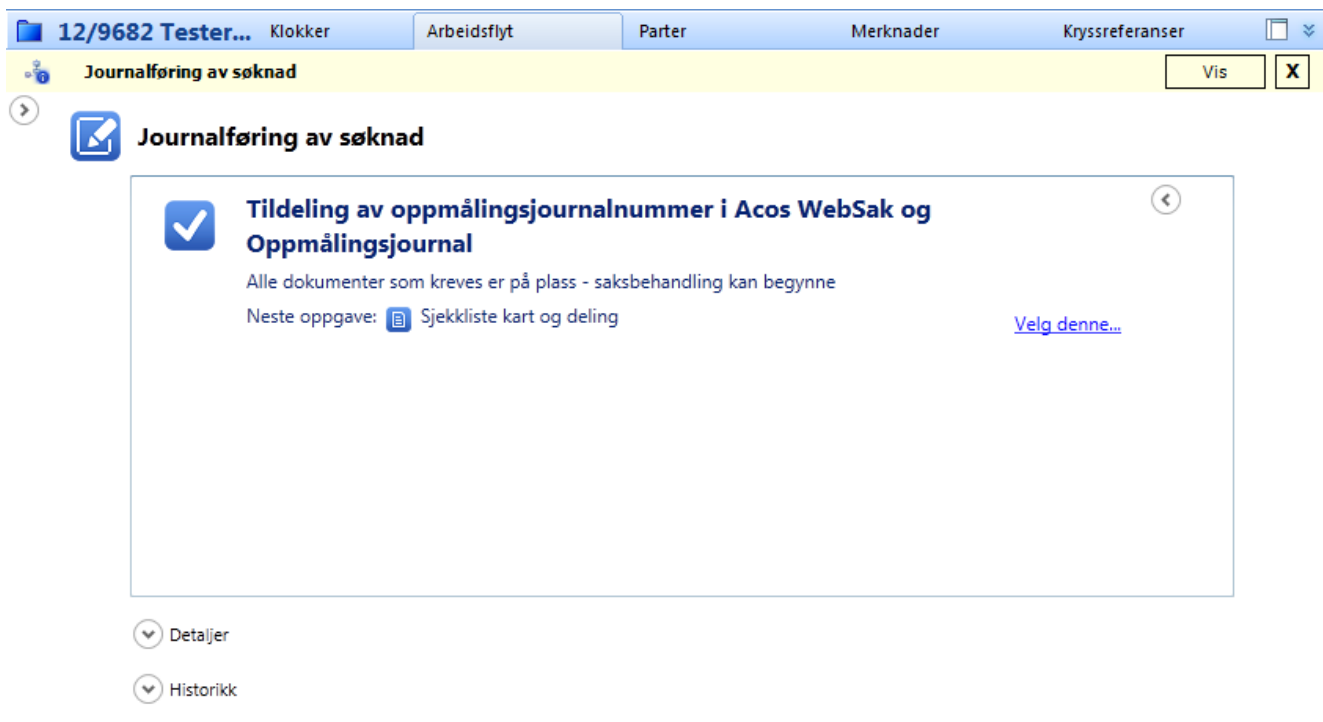 12/9682 Tester... Klokker Arbeidsflyt Parter Merknader Kryssreferanser
Journalføring av søknad Vis X
Journalføring av søknad
Tildeling av oppmålingsjournalnummer i Acos WebSak og
Oppmålingsjournal
Alle dokumenter som kreves er på plass - saksbehandling kan begynne
Neste oppgave: Sjekkliste kart og deling
Velg denne...
Detaljer
Historikk